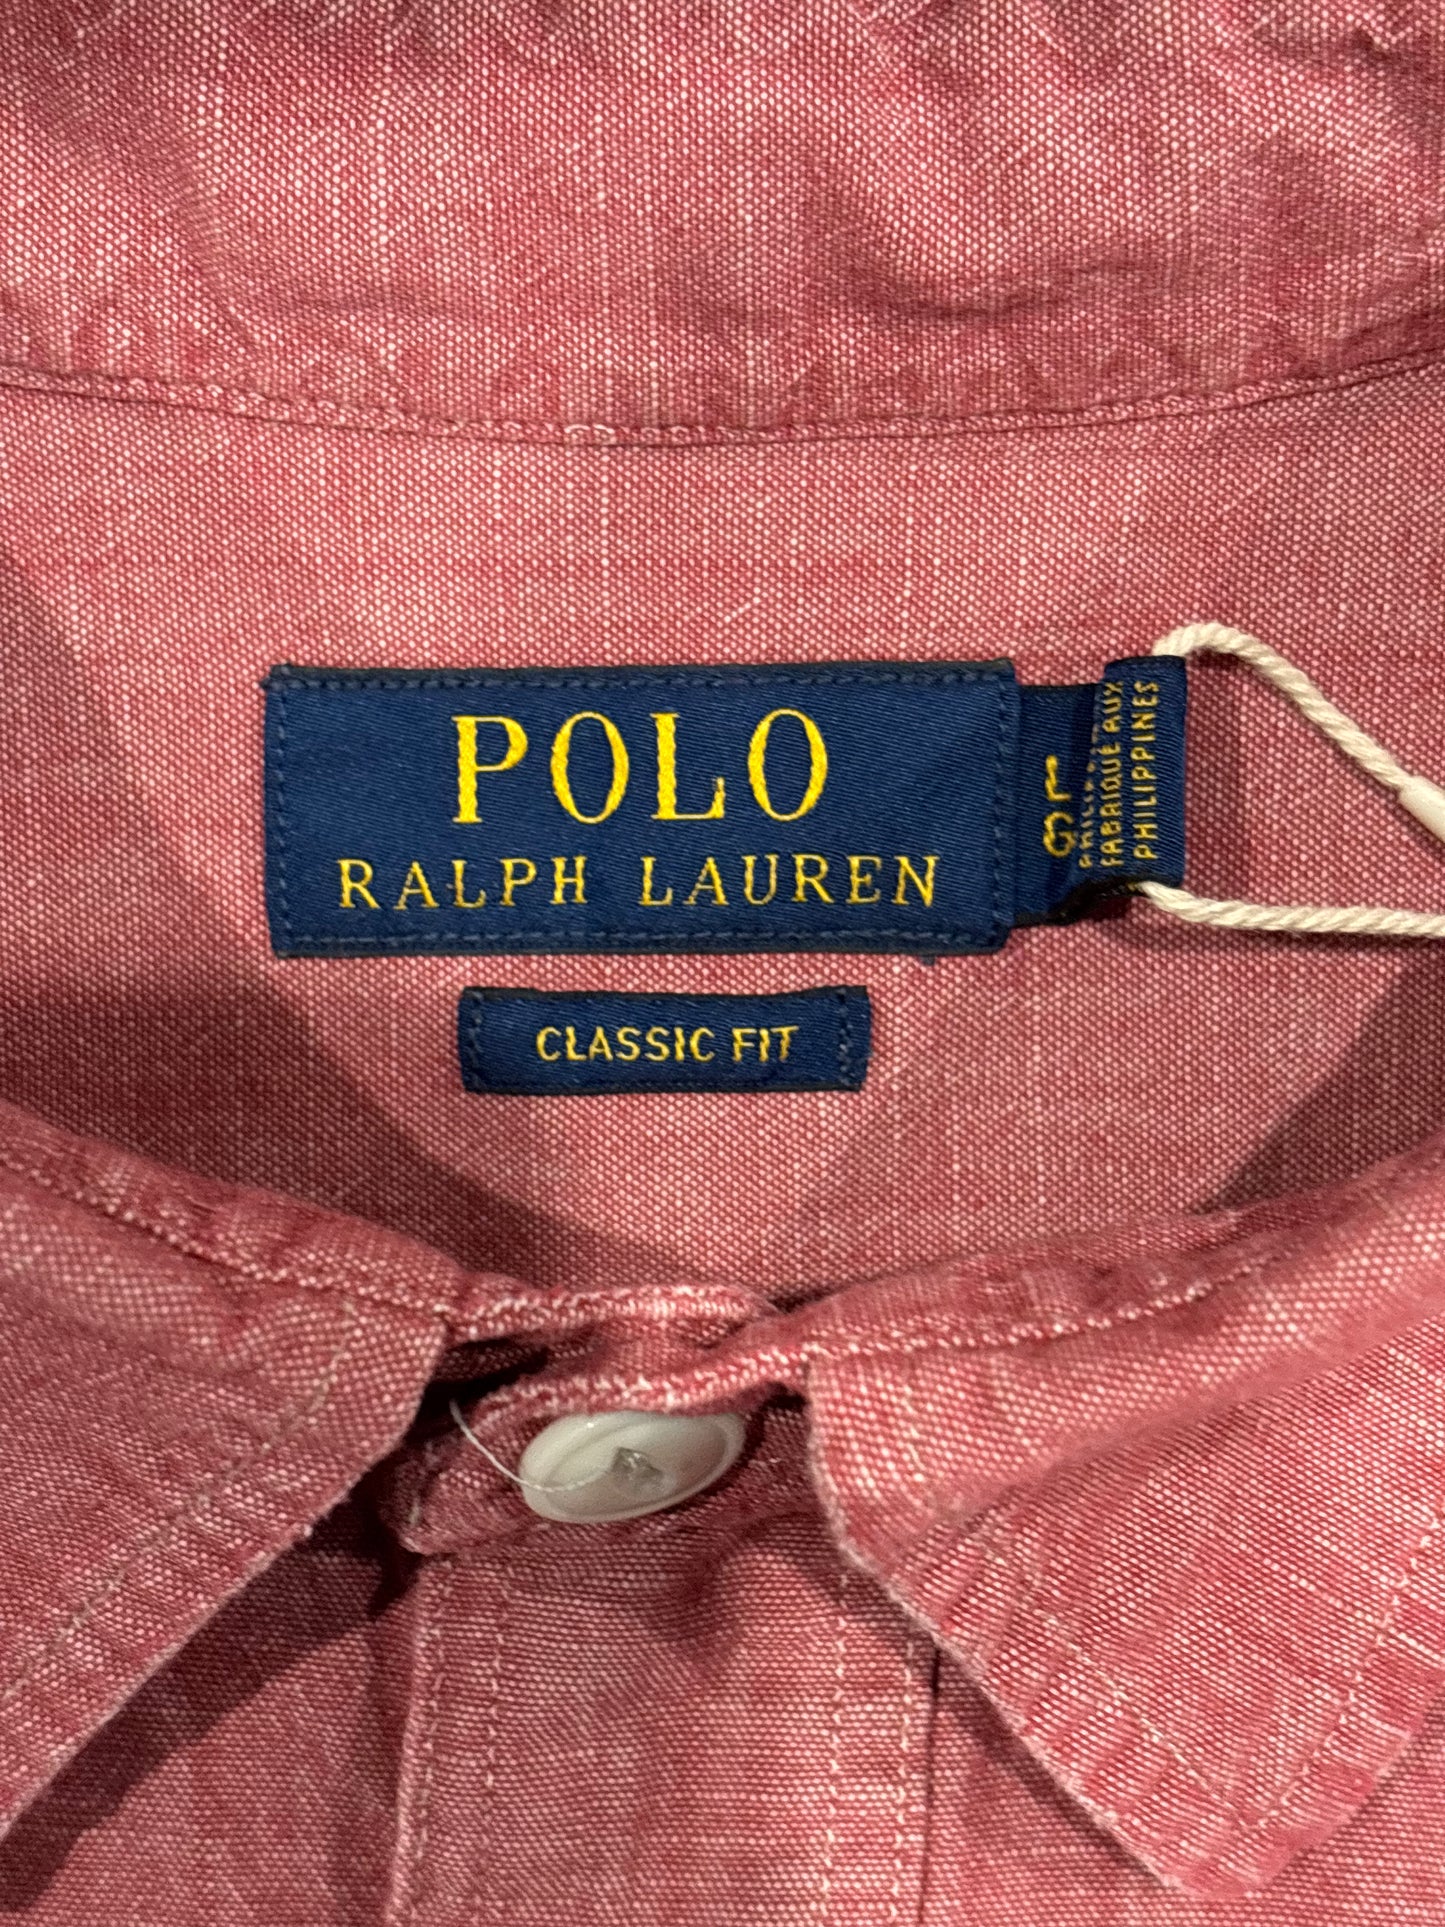 POLO
RALPH LAUREN
CLASSIC FIT
G L
FABRIQUÉ AUX
PHILIPPINES